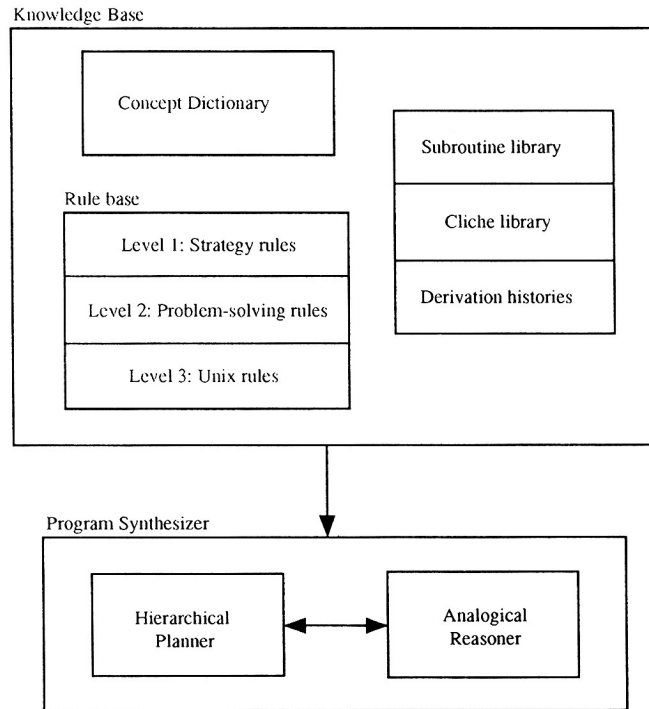 Knowledge Base
Concept Dictionary
Subroutine library
Cliche library
Derivation histories
Rule base
Level 1: Strategy rules
Level 2: Problem-solving rules
Level 3: Unix rules
Program Synthesizer
Hierarchical
Planner
Analogical
Reasoner